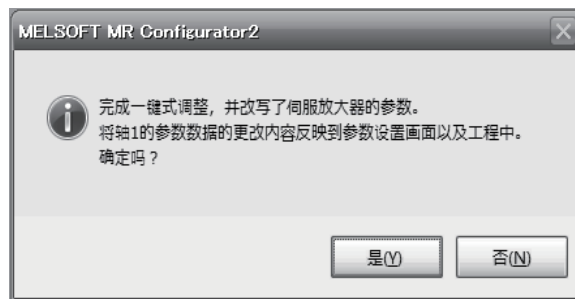 MELSOFT MR Configurator2
完成一键式调整，并改写了伺服放大器的参数。
将轴1的参数数据的更改内容反映到参数设置画面以及工程中。
确定吗？
是(Y)
否(N)